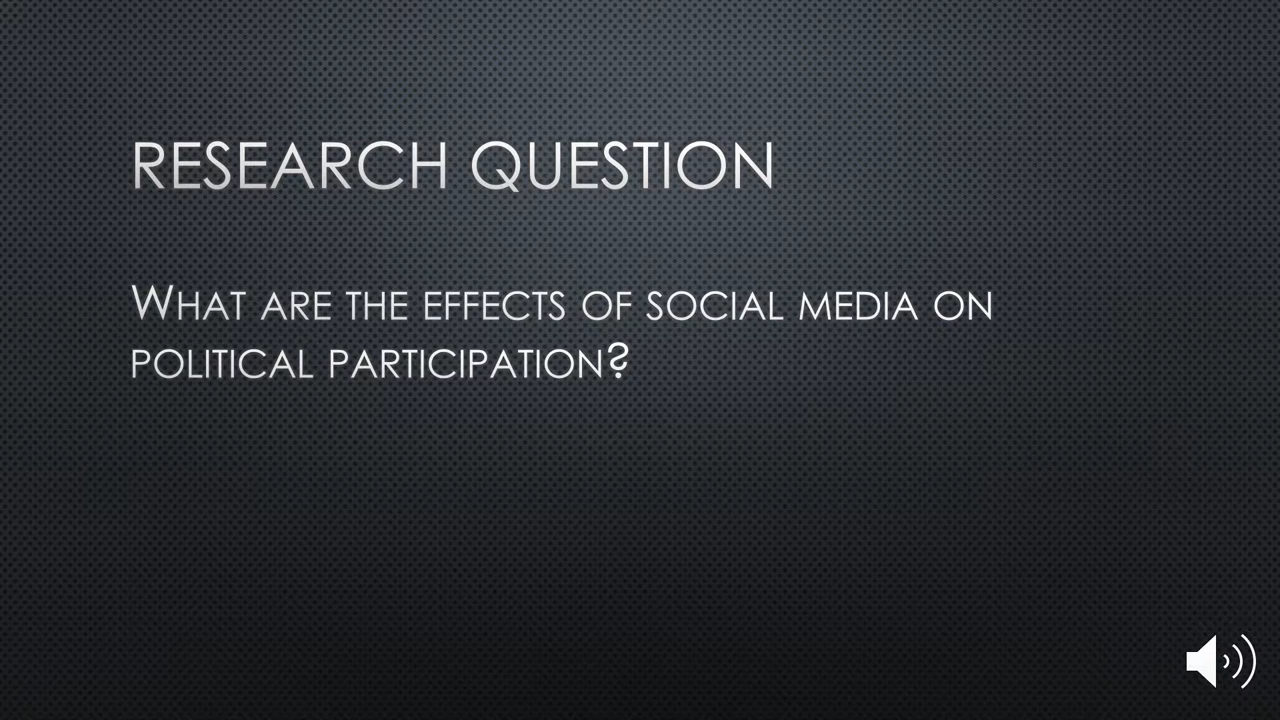 RESEARCH QUESTION
WHAT ARE THE EFFECTS OF SOCIAL MEDIA ON
POLITICAL PARTICIPATION?